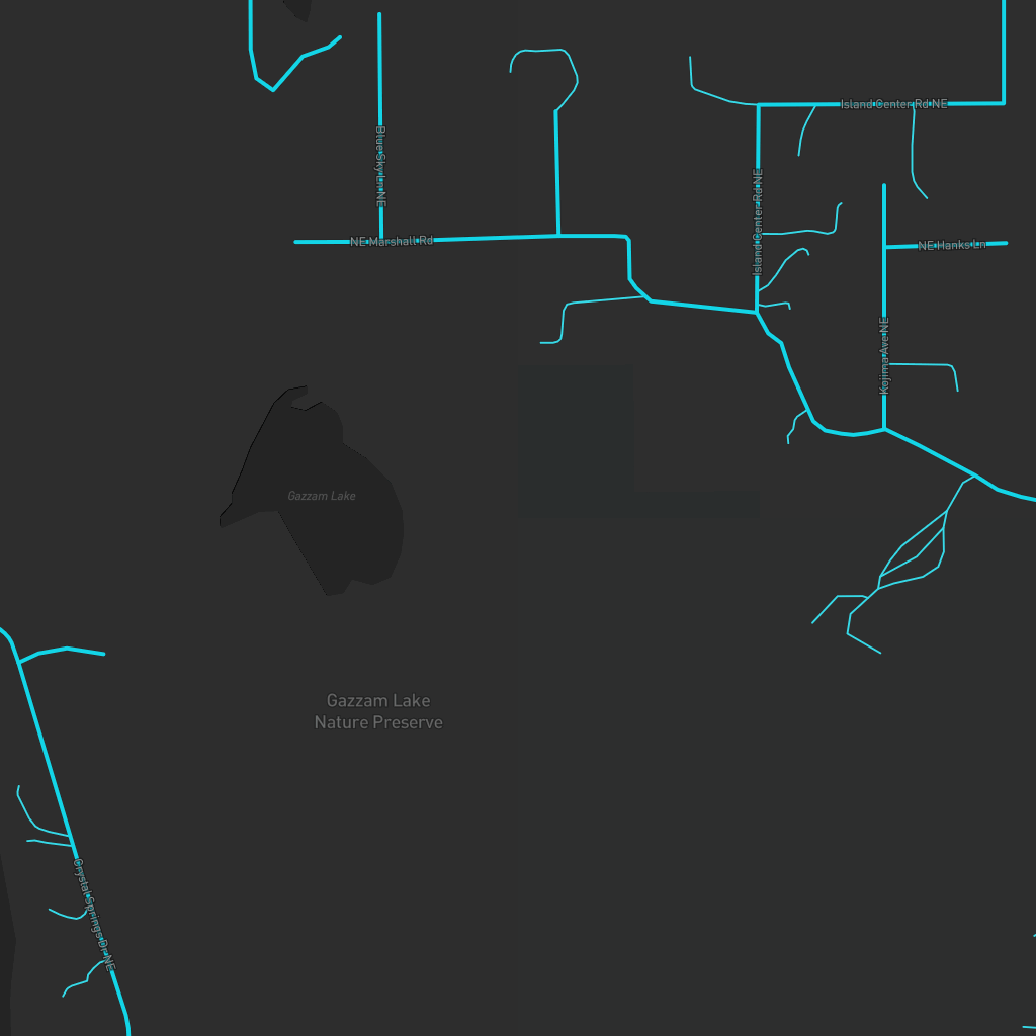 Island Center Rd NE
Blue Sky Ln NE
NE Marshall Rd
Island Center Rd NE
NE Hanks Ln
Kojima Ave NE
Gazzam Lake
Gazzam Lake
Nature Preserve
Crystal Springs Dr NE